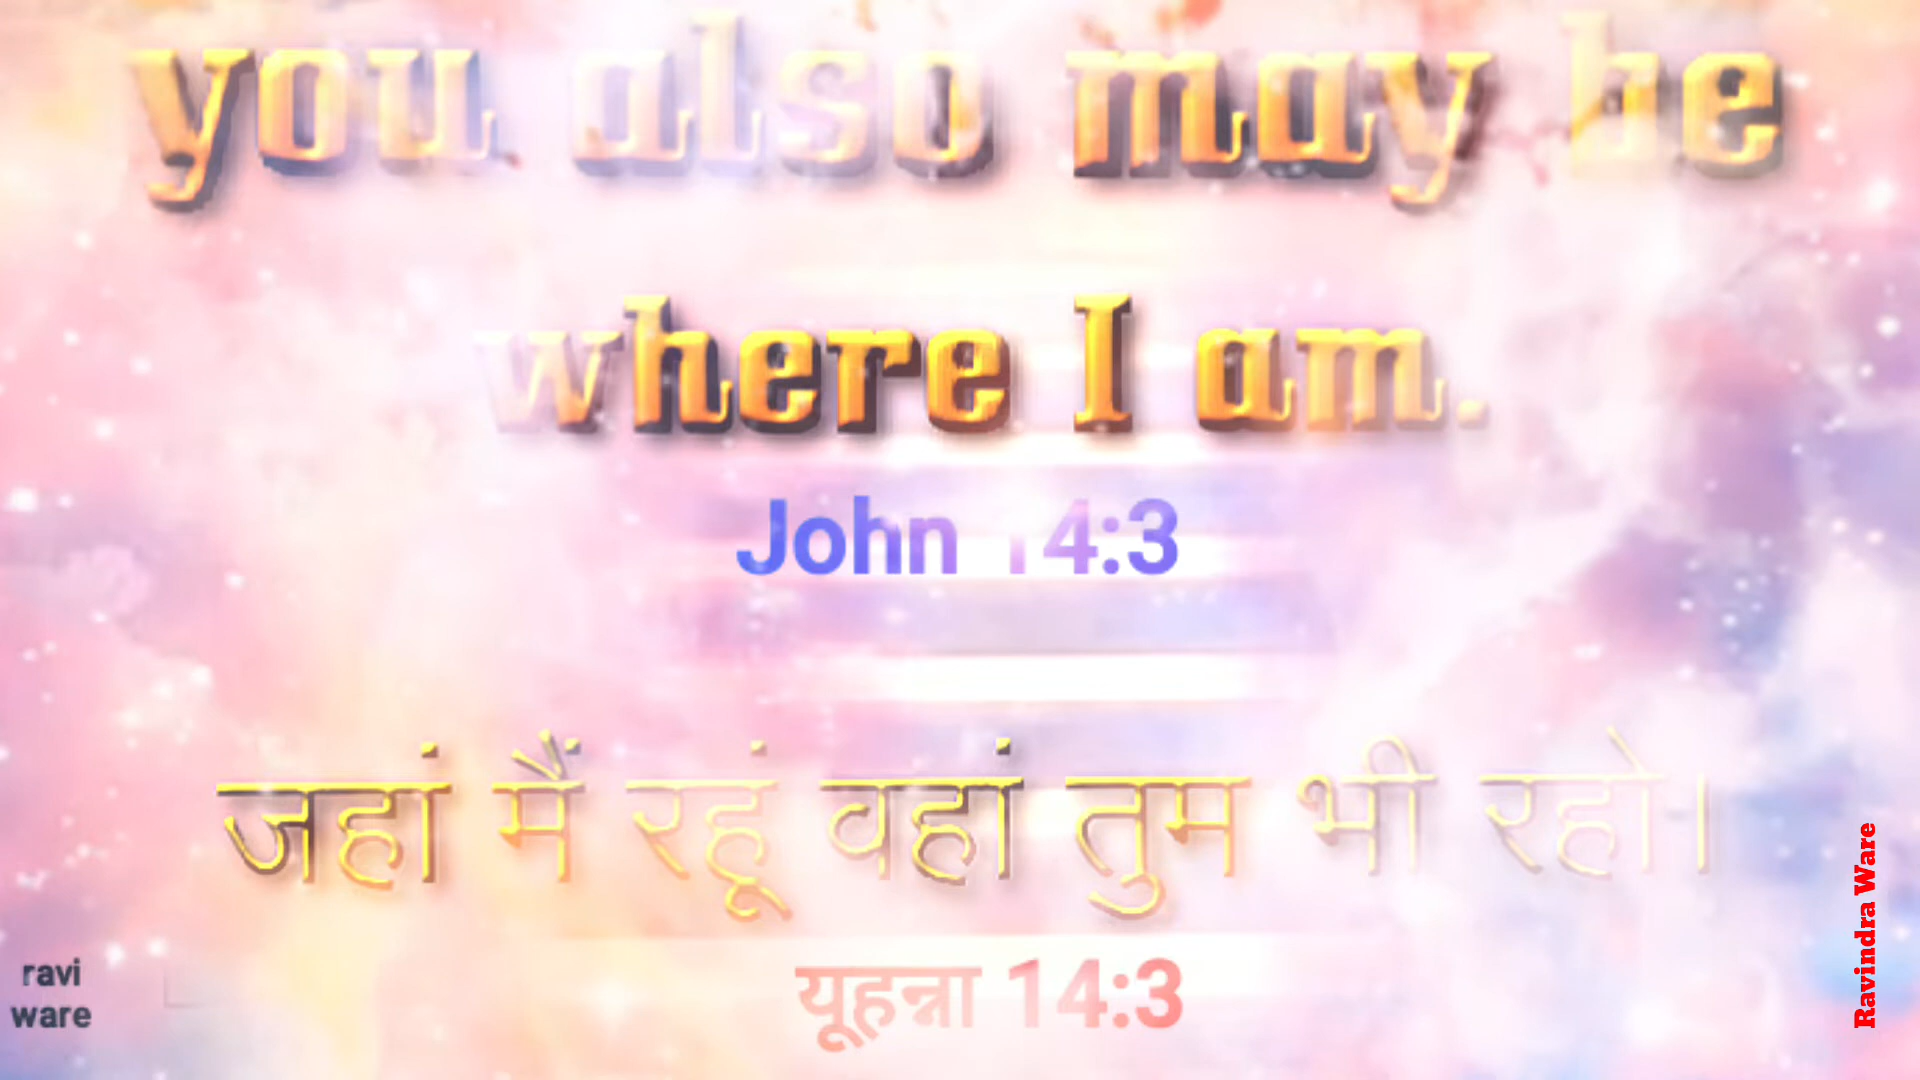 you also may be
where I am.
John 14:3
जहां मैं रहूं वहां तुम भी रहो।
यूहन्ना 14:3
ravi
ware
Ravindra Ware